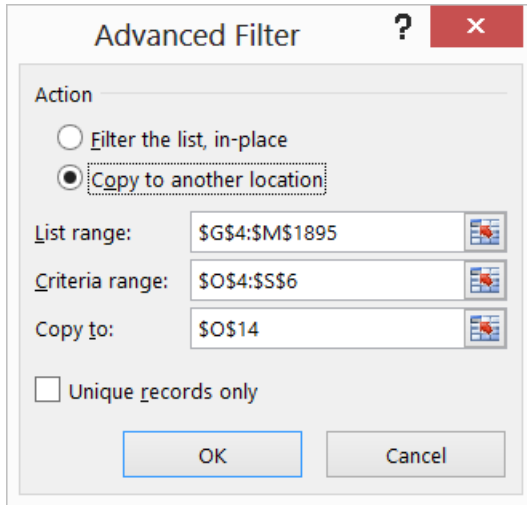 Advanced Filter ? ×
Action
Filter the list, in-place
Copy to another location
List range: $G$4:$M$1895
Criteria range: $O$4:$S$6
Copy to: $O$14
Unique records only
OK Cancel